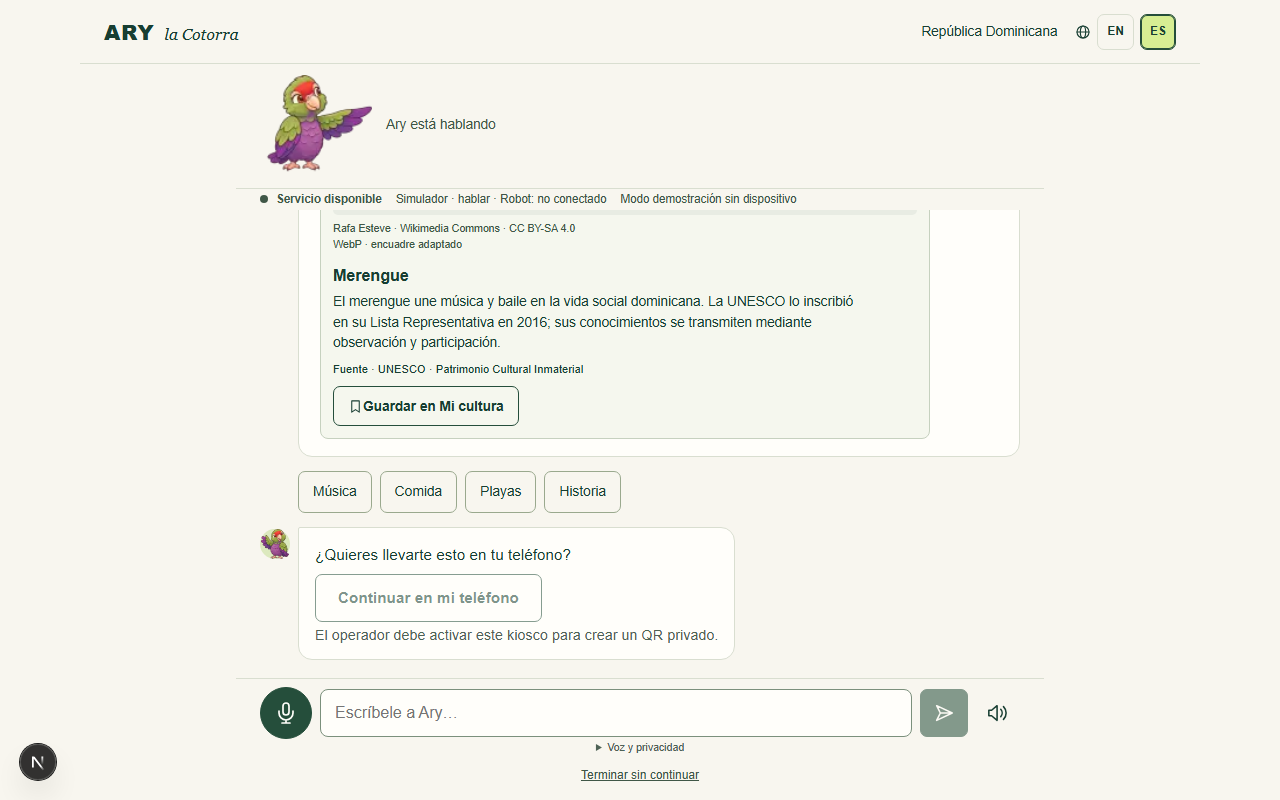 ARY la Cotorra
República Dominicana
EN
ES
Ary está hablando
Servicio disponible
Simulador · hablar · Robot: no conectado
Modo demostración sin dispositivo
Rafa Esteve · Wikimedia Commons · CC BY-SA 4.0
WebP · encuadre adaptado
Merengue
El merengue une música y baile en la vida social dominicana. La UNESCO lo inscribió
en su Lista Representativa en 2016; sus conocimientos se transmiten mediante
observación y participación.
Fuente · UNESCO · Patrimonio Cultural Inmaterial
Guardar en Mi cultura
Música
Comida
Playas
Historia
¿Quieres llevarte esto en tu teléfono?
Continuar en mi teléfono
El operador debe activar este kiosco para crear un QR privado.
Escríbele a Ary…
Voz y privacidad
Terminar sin continuar
N